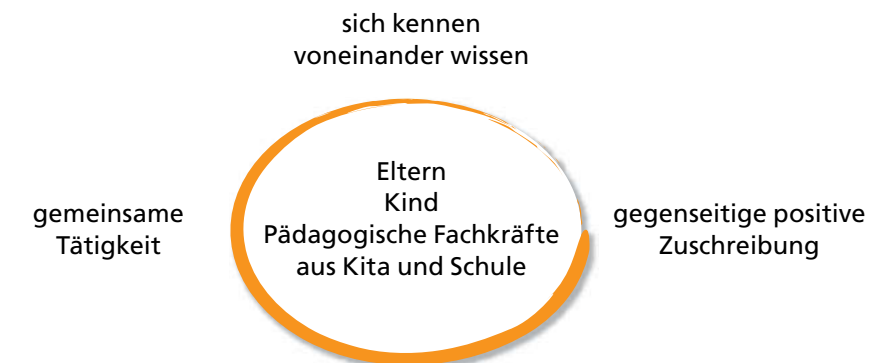 sich kennen
voneinander wissen
Eltern
Kind
Pädagogische Fachkräfte
aus Kita und Schule
gemeinsame
Tätigkeit
gegenseitige positive
Zuschreibung